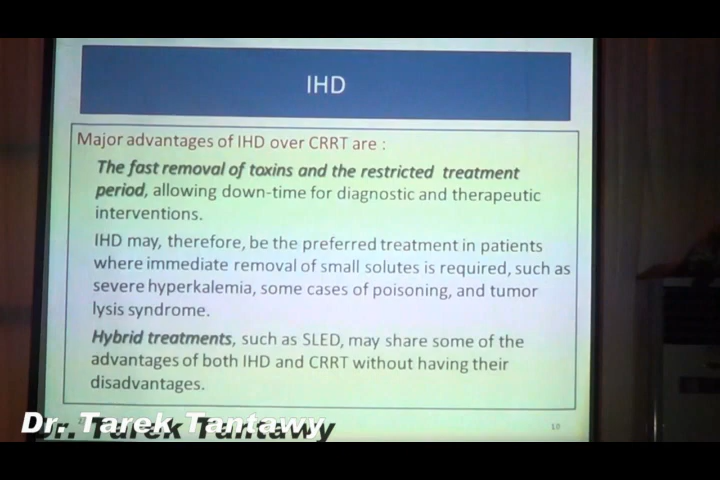 IHD
Major advantages of IHD over CRRT are :
The fast removal of toxins and the restricted treatment
period, allowing down-time for diagnostic and therapeutic
interventions.
IHD may, therefore, be the preferred treatment in patients
where immediate removal of small solutes is required, such as
severe hyperkalemia, some cases of poisoning, and tumor
lysis syndrome.
Hybrid treatments, such as SLED, may share some of the
advantages of both IHD and CRRT without having their
disadvantages.
10
Dr. Tarek Tantawy
Dr. Tarek Tantawy